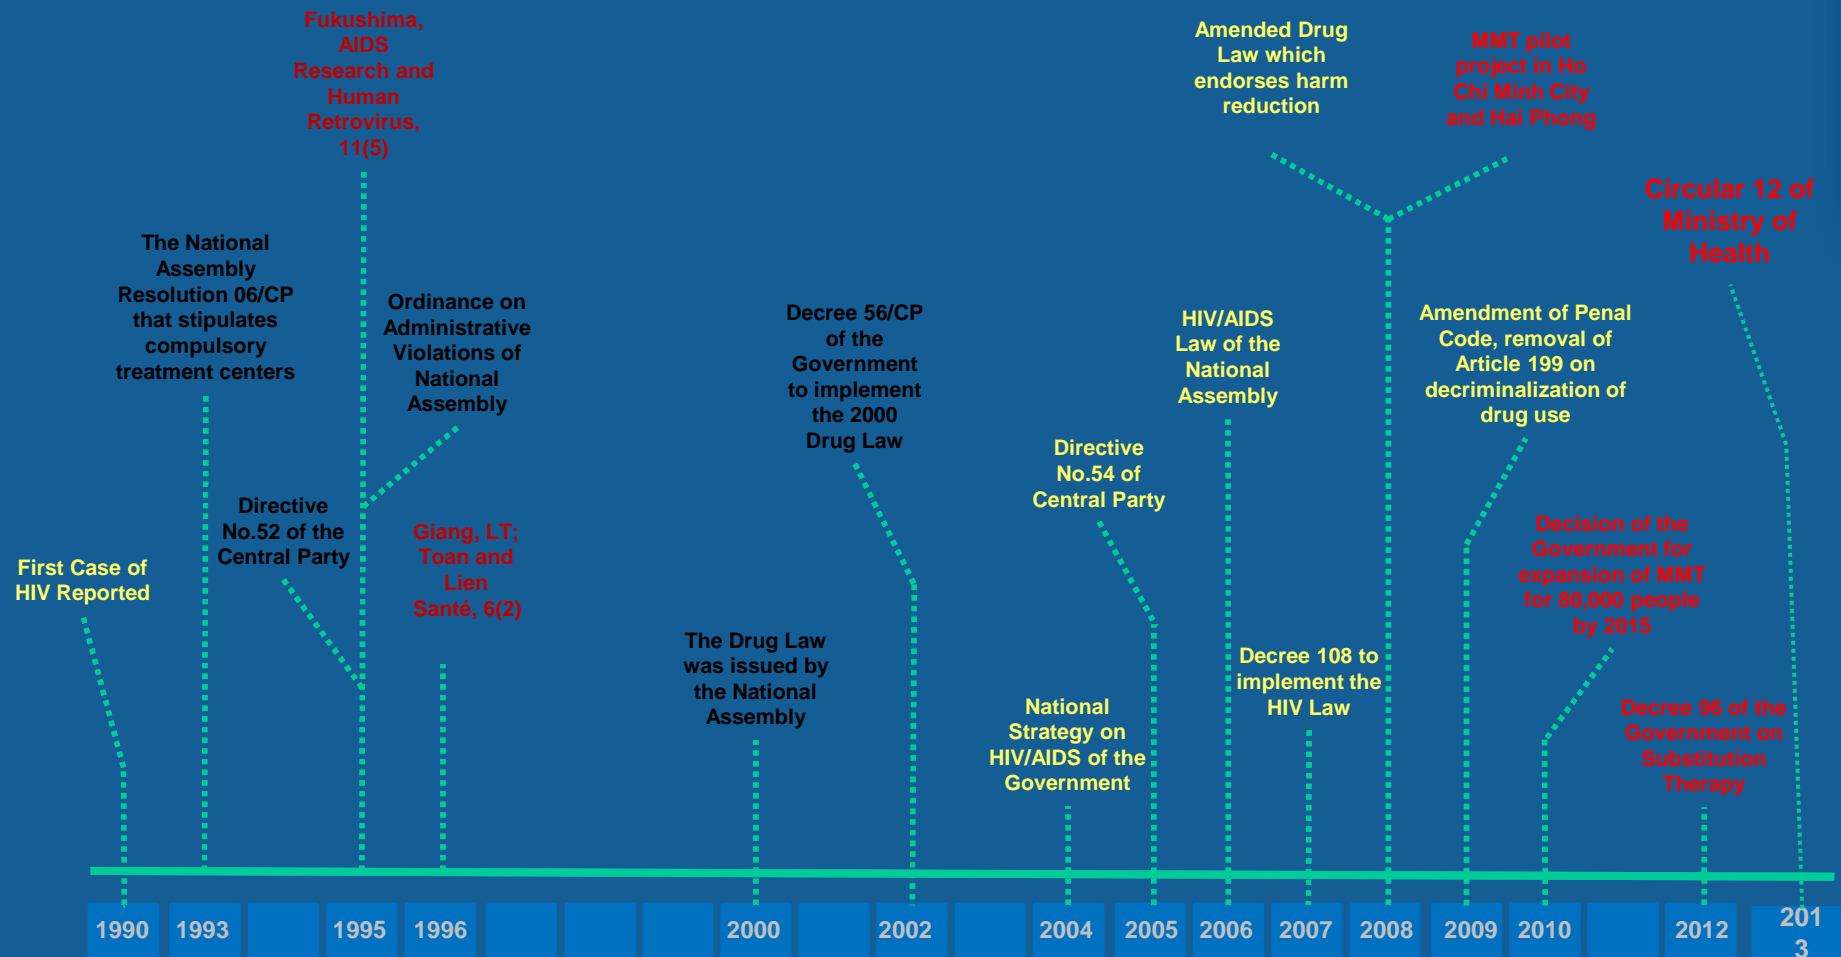 Fukushima,
AIDS
Research and
Human
Retrovirus,
11(5)
Amended Drug
Law which
endorses harm
reduction
MMT pilot
project in Ho
Chi Minh City
and Hai Phong
Circular 12 of
Ministry of
Health
The National
Assembly
Resolution 06/CP
that stipulates
compulsory
treatment centers
Ordinance on
Administrative
Violations of
National
Assembly
Decree 56/CP
of the
Government
to implement
the 2000
Drug Law
HIV/AIDS
Law of the
National
Assembly
Amendment of Penal
Code, removal of
Article 199 on
decriminalization of
drug use
Directive
No.54 of
Central Party
Directive
No.52 of the
Central Party
Giang, LT;
Toan and
Lien
Santé, 6(2)
Decision of the
Government for
expansion of MMT
for 80,000 people
by 2015
First Case of
HIV Reported
The Drug Law
was issued by
the National
Assembly
Decree 108 to
implement the
HIV Law
National
Strategy on
HIV/AIDS of the
Government
Decree 96 of the
Government on
Substitution
Therapy
1990
1993
1995
1996
2000
2002
2004
2005
2006
2007
2008
2009
2010
2012
201
3